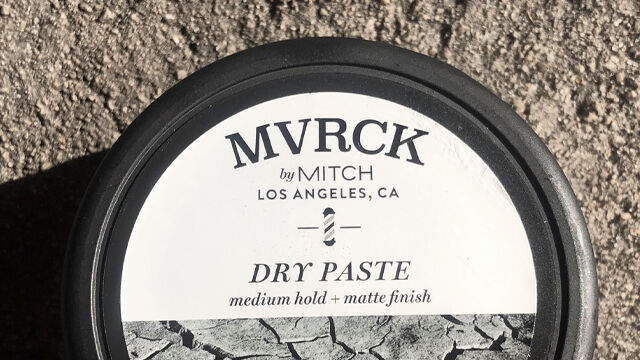 MVRCK
by MITCH
LOS ANGELES, CA
DRY PASTE
medium hold + matte finish